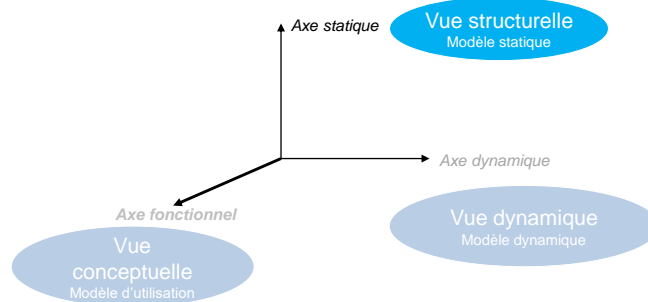 Vue structurelle
Modèle statique
Axe statique
Axe dynamique
Axe fonctionnel
Vue dynamique
Modèle dynamique
Vue
conceptuelle
Modèle d'utilisation